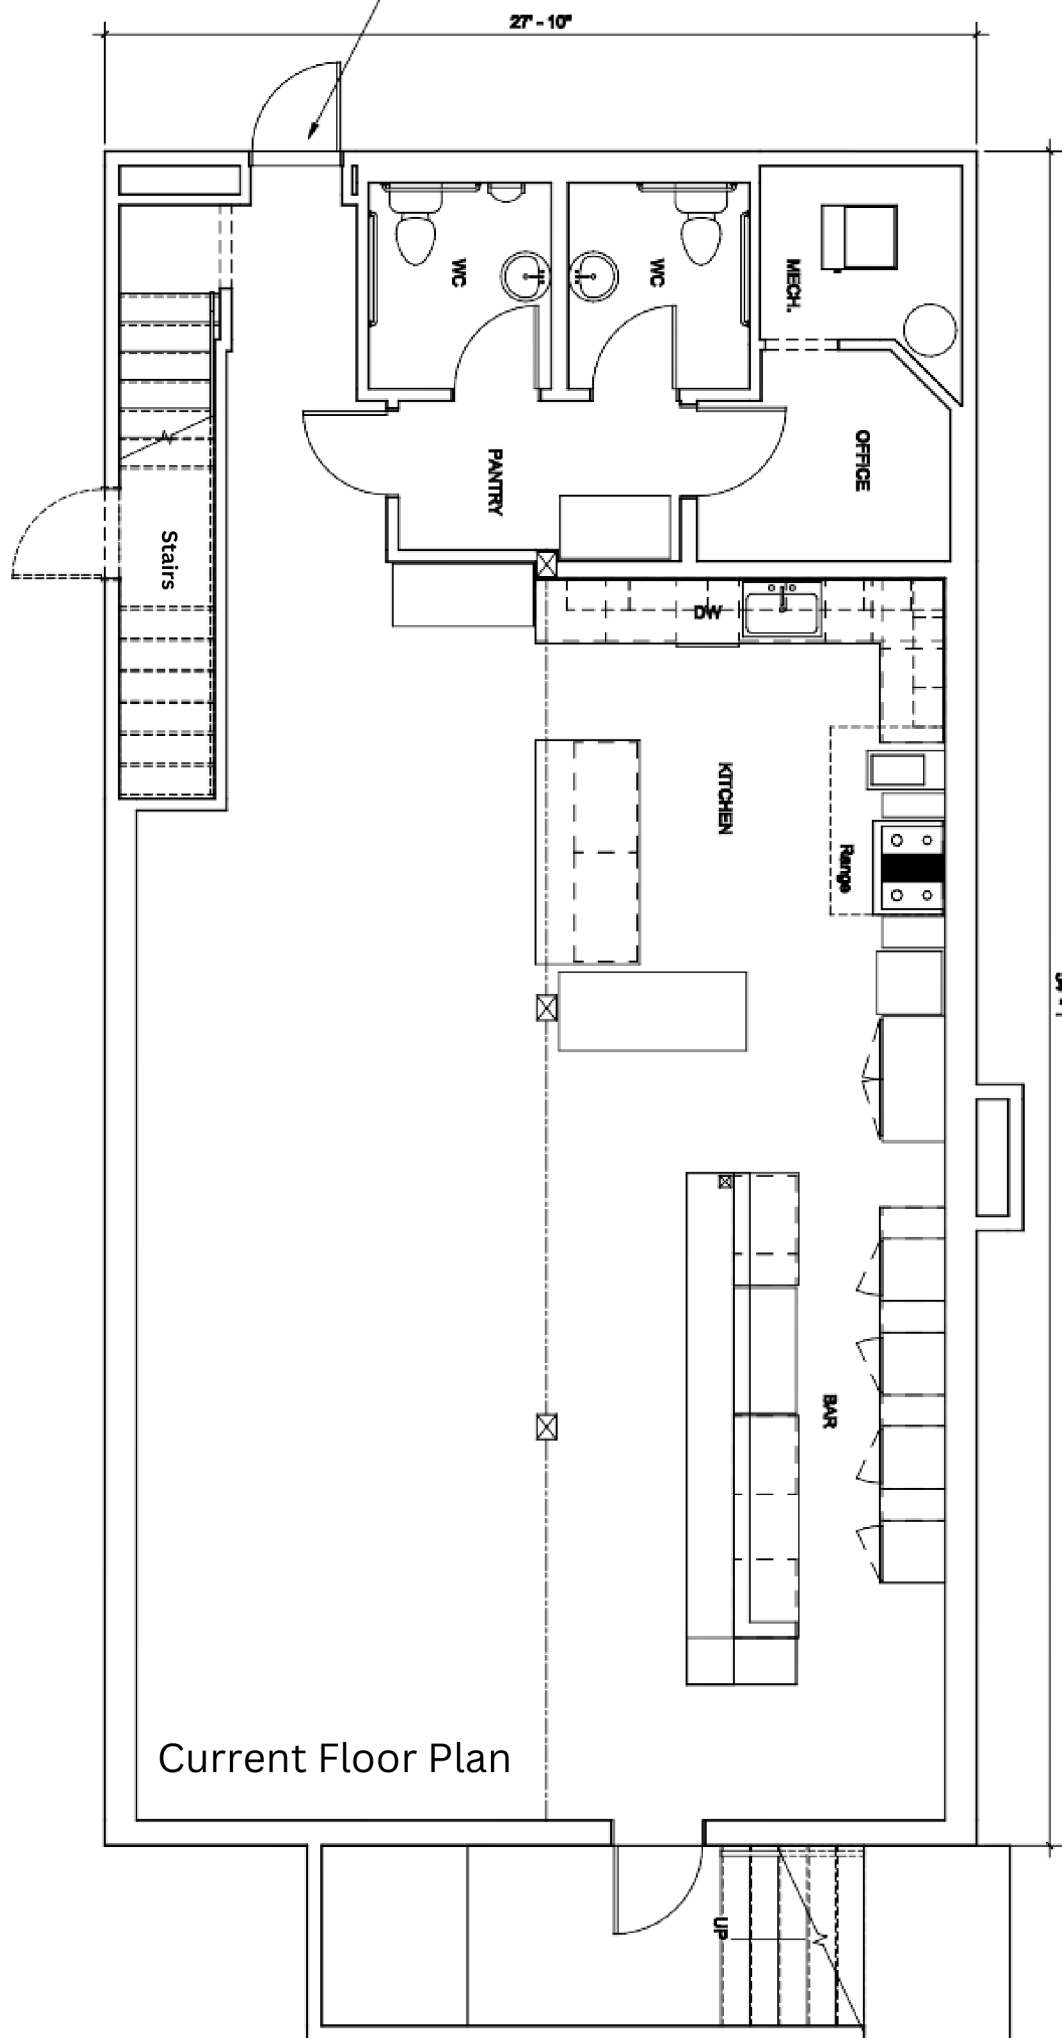 27' - 10"
WC
WC
MECH.
PANTRY
OFFICE
Stairs
DW
KITCHEN
Range
BAR
Current Floor Plan
UP